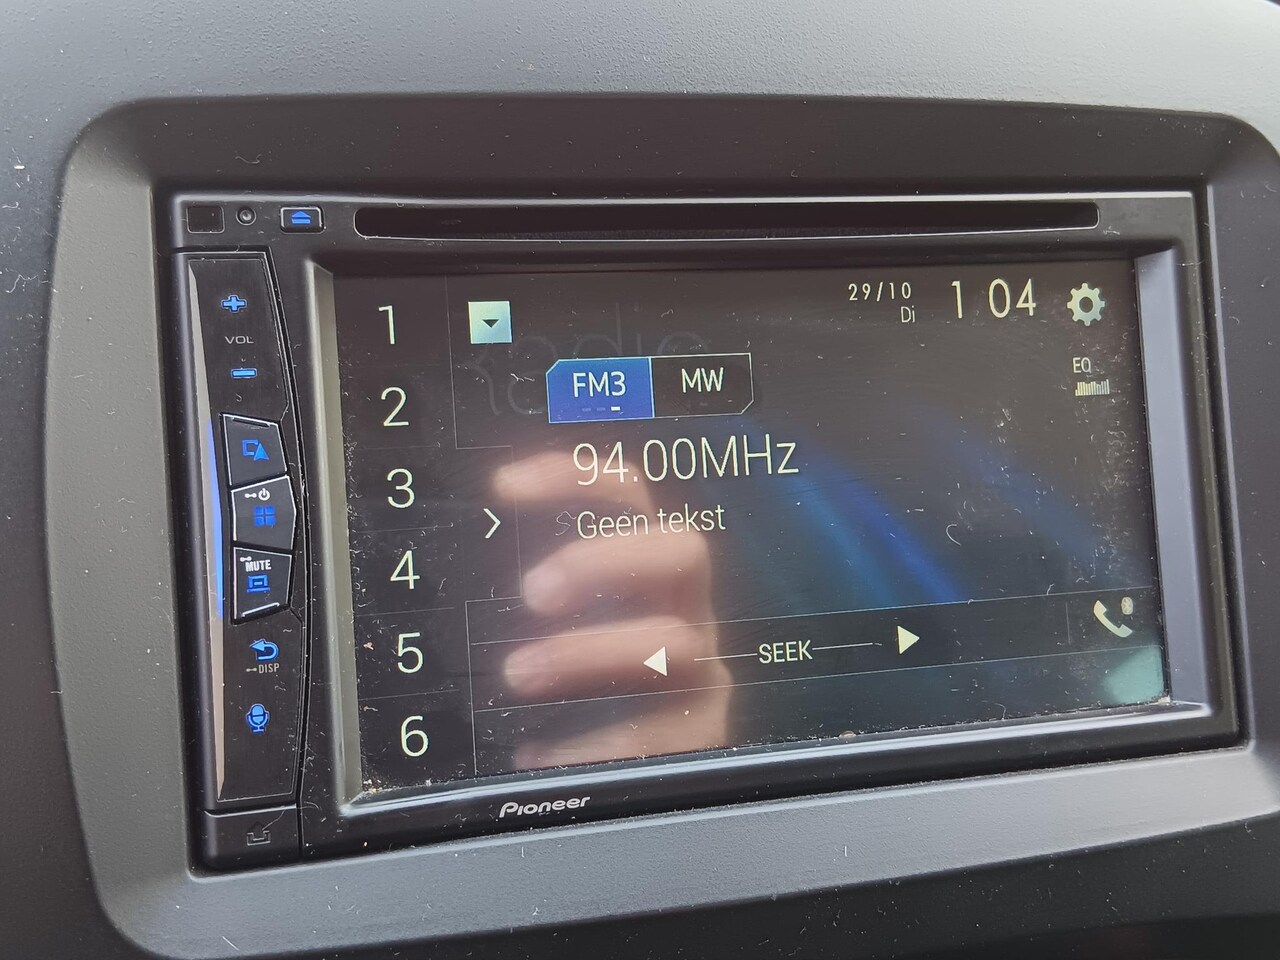 29/10
1 04
Di
1
2
3
4
5
6
Radio
EQ
FM3
MW
94.00MHz
Geen tekst
SEEK
VOL
MUTE
DISP
Pioneer